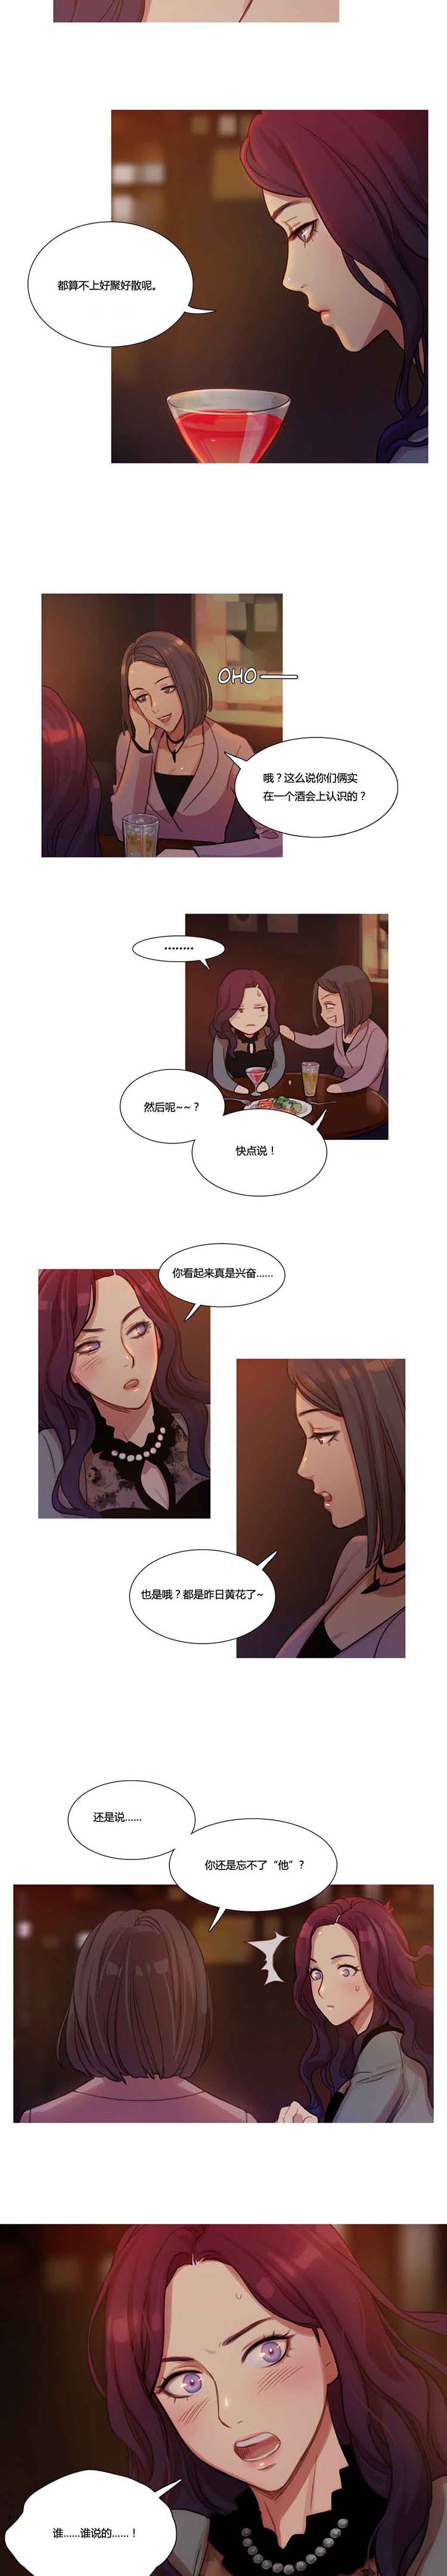 都算不上好聚好散呢。
OHO
哦？这么说你们俩实
在一个酒会上认识的？
………
然后呢~~？
快点说！
你看起来真是兴奋……
也是哦？都是昨日黄花了~
还是说……
你还是忘不了“他”？
谁……谁说的……！